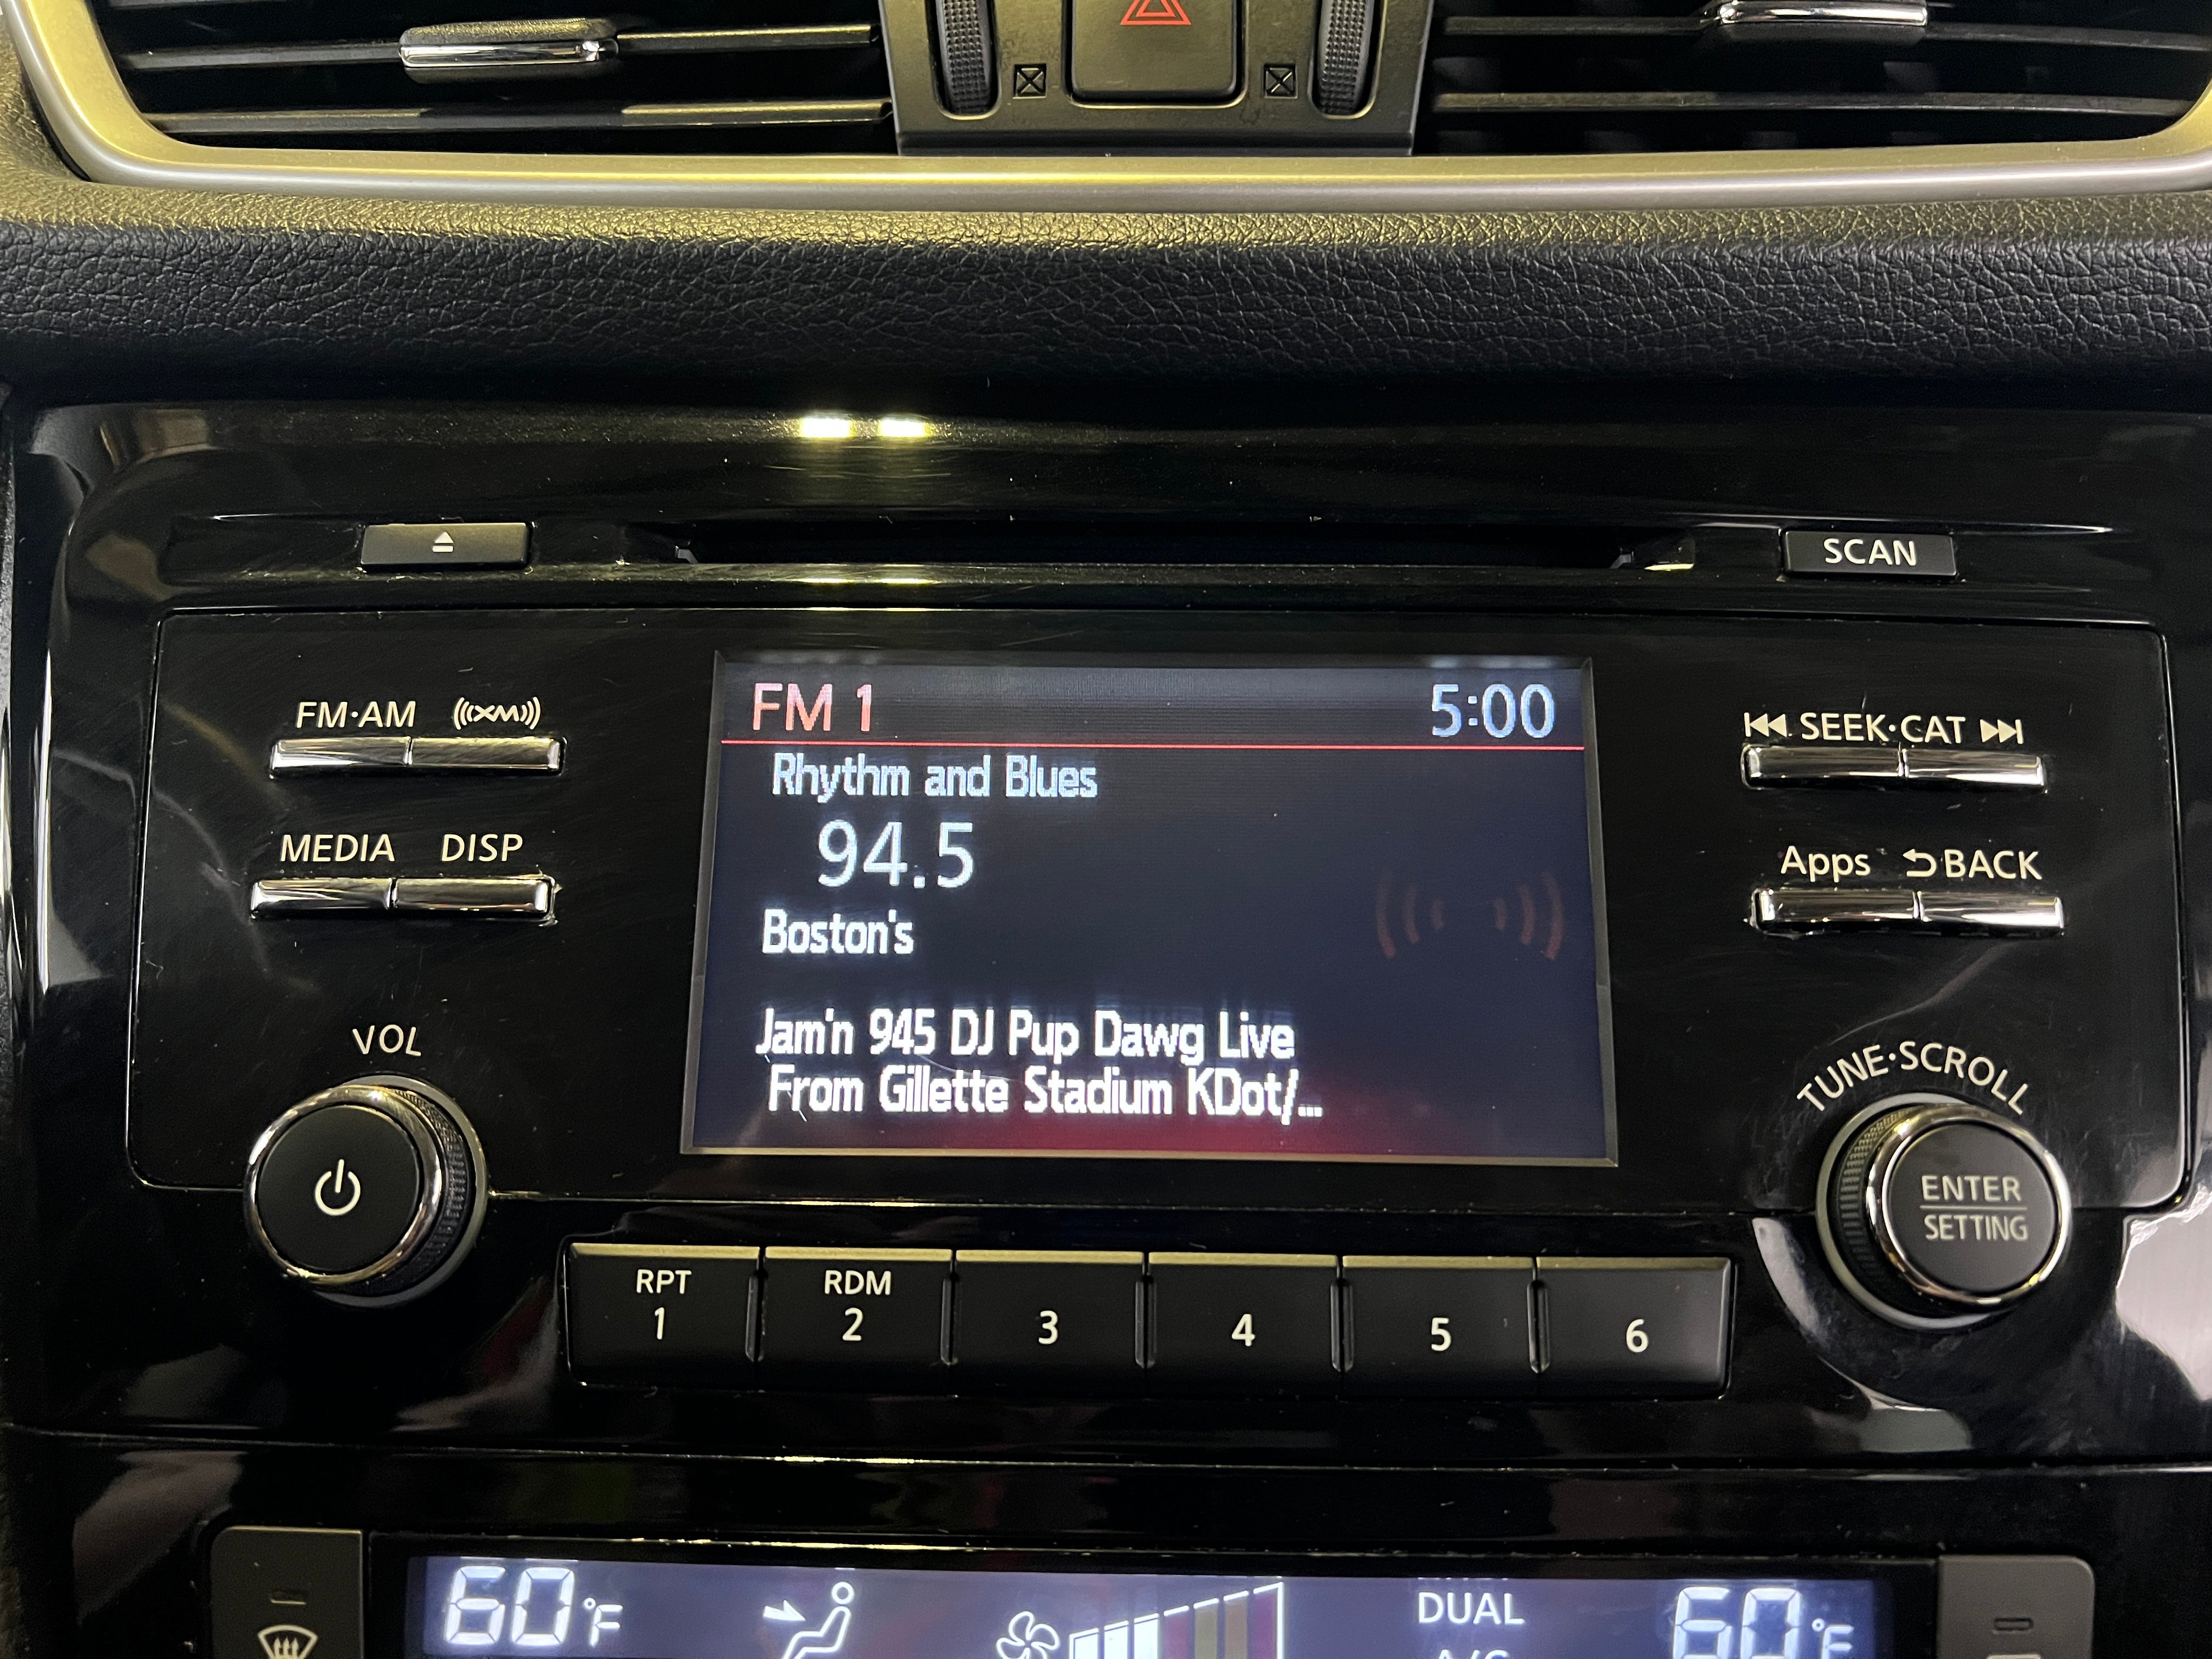 SCAN
FM·AM XM
FM 1 5:00
SEEK·CAT
Rhythm and Blues
94.5
MEDIA DISP
Apps BACK
Boston's
VOL
Jam'n 945 DJ Pup Dawg Live
From Gillette Stadium KDot/...
TUNE·SCROLL
ENTER
SETTING
RPT RDM
1 2 3 4 5 6
60°F DUAL 60°F
A/C